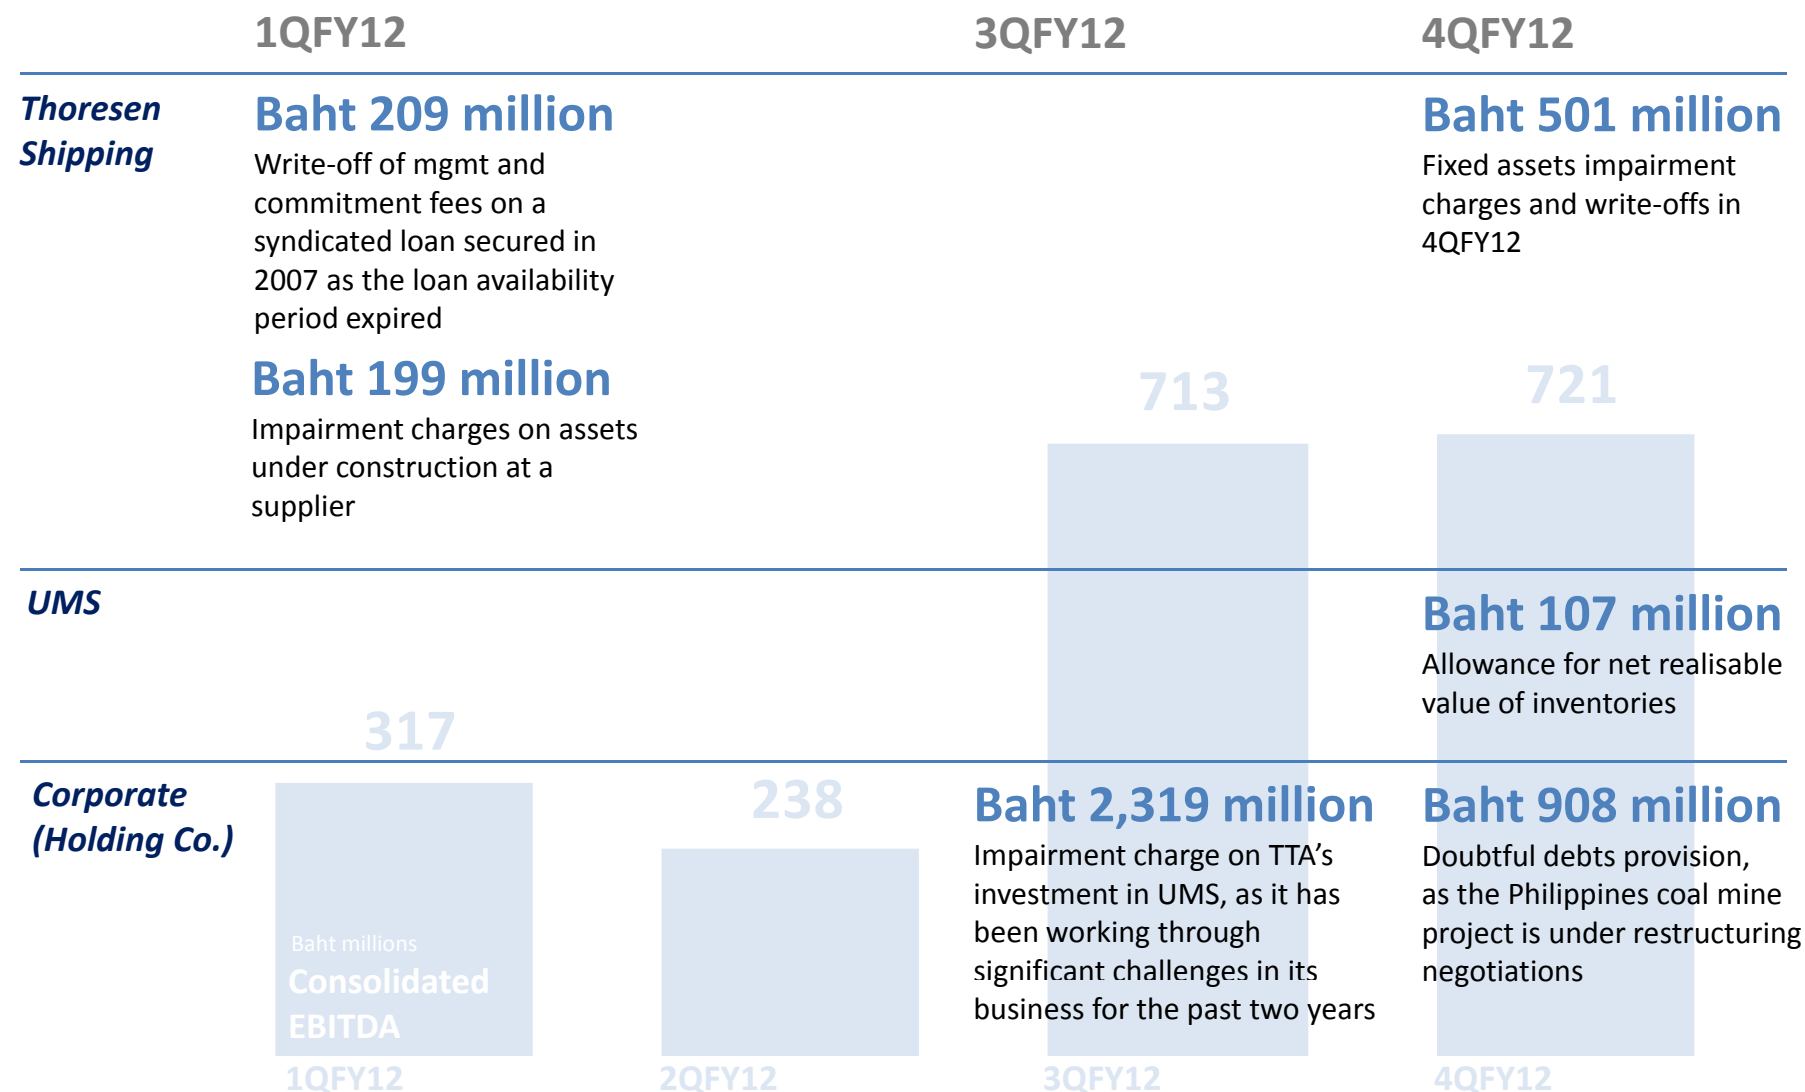 1QFY12 3QFY12 4QFY12
Thoresen
Shipping
Baht 209 million
Write-off of mgmt and
commitment fees on a
syndicated loan secured in
2007 as the loan availability
period expired
Baht 199 million
Impairment charges on assets
under construction at a
supplier
Baht 501 million
Fixed assets impairment
charges and write-offs in
4QFY12
713
721
UMS
Baht 107 million
Allowance for net realisable
value of inventories
317
238
Corporate
(Holding Co.)
Baht 2,319 million
Impairment charge on TTA’s
investment in UMS, as it has
been working through
significant challenges in its
business for the past two years
Baht 908 million
Doubtful debts provision,
as the Philippines coal mine
project is under restructuring
negotiations
Baht millions
Consolidated
EBITDA
1QFY12 2QFY12 3QFY12 4QFY12